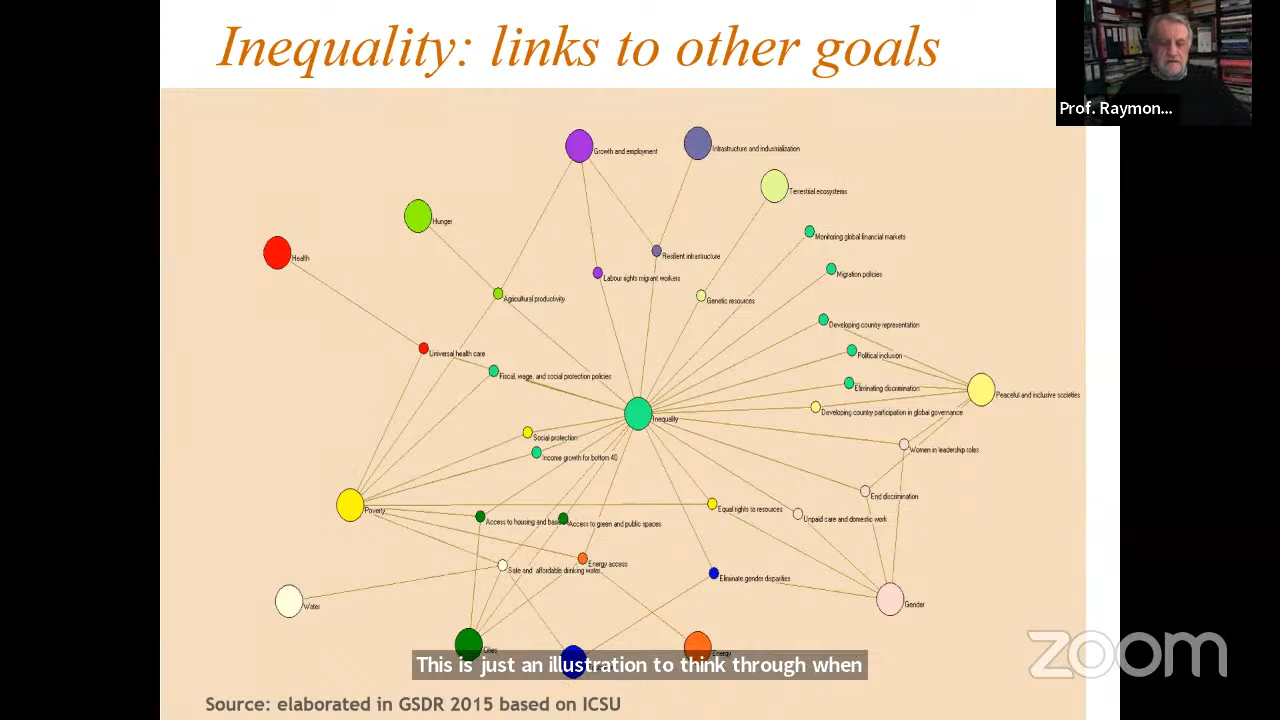 Inequality: links to other goals
Prof. Raymon...
Growth and employment
Infrastructure and industrialization
Terrestrial ecosystems
Hunger
Monitoring global financial markets
Health
Resilient infrastructure
Migration policies
Labour rights migrant workers
Agricultural productivity
Genetic resources
Developing country representation
Universal health care
Political inclusion
Fiscal, wage, and social protection policies
Eliminating discrimination
Peaceful and inclusive societies
Developing country participation in global governance
Inequality
Social protection
Women in leadership roles
Income growth for bottom 40
End discrimination
Poverty
Equal rights to resources
Access to housing and
Access to green and public spaces
Unpaid care and domestic work
Energy access
Safe and affordable drinking water
Eliminate gender disparities
Water
Gender
Cities
Energy
This is just an illustration to think through when
zoom
Source: elaborated in GSDR 2015 based on ICSU